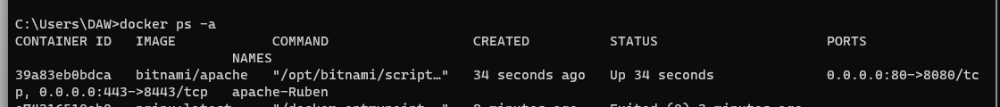 C:\Users\DAW>docker ps -a
CONTAINER ID   IMAGE            COMMAND                  CREATED          STATUS                      PORTS
                           NAMES
39a83eb0bdca   bitnami/apache   "/opt/bitnami/script…"   34 seconds ago   Up 34 seconds               0.0.0.0:80->8080/tc
p, 0.0.0.0:443->8443/tcp   apache-Ruben